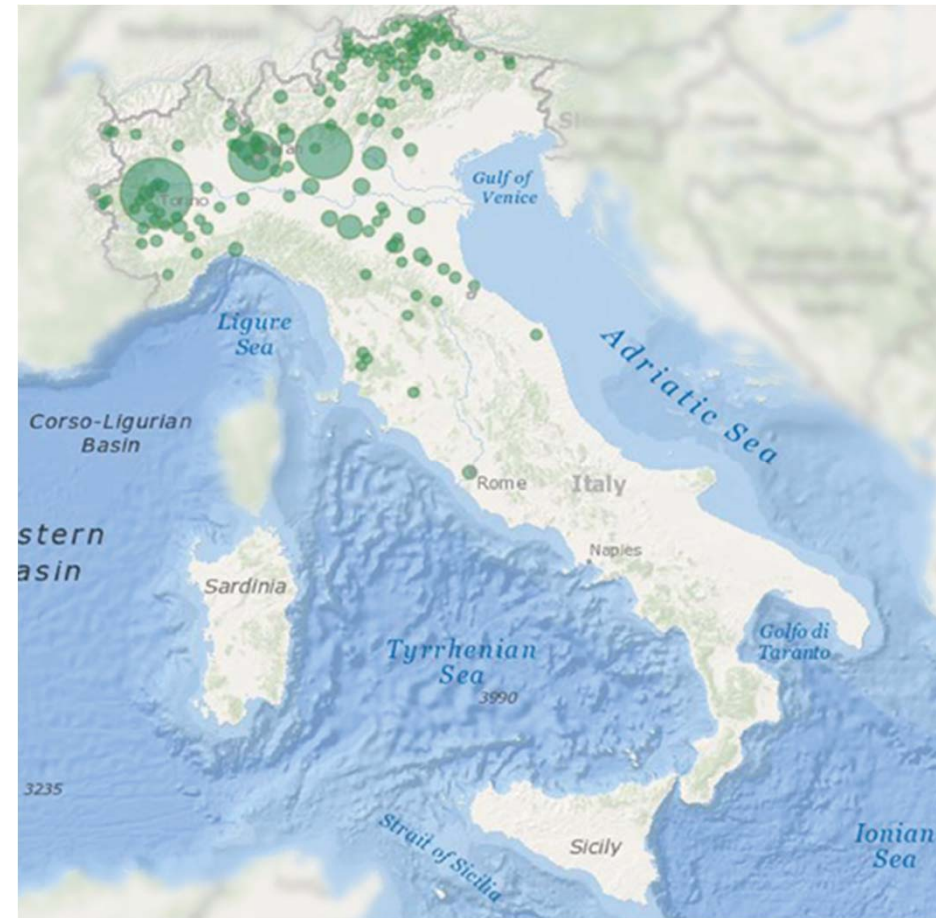 Gulf of
Venice
Torino
Ligure
Sea
Adriatic Sea
Corso-Ligurian
Basin
Rome
Italy
stern
asin
Naples
Sardinia
Golfo di
Taranto
Tyrrhenian
Sea
3990
3235
Strait of Sicilia
Sicily
Ionian
Sea